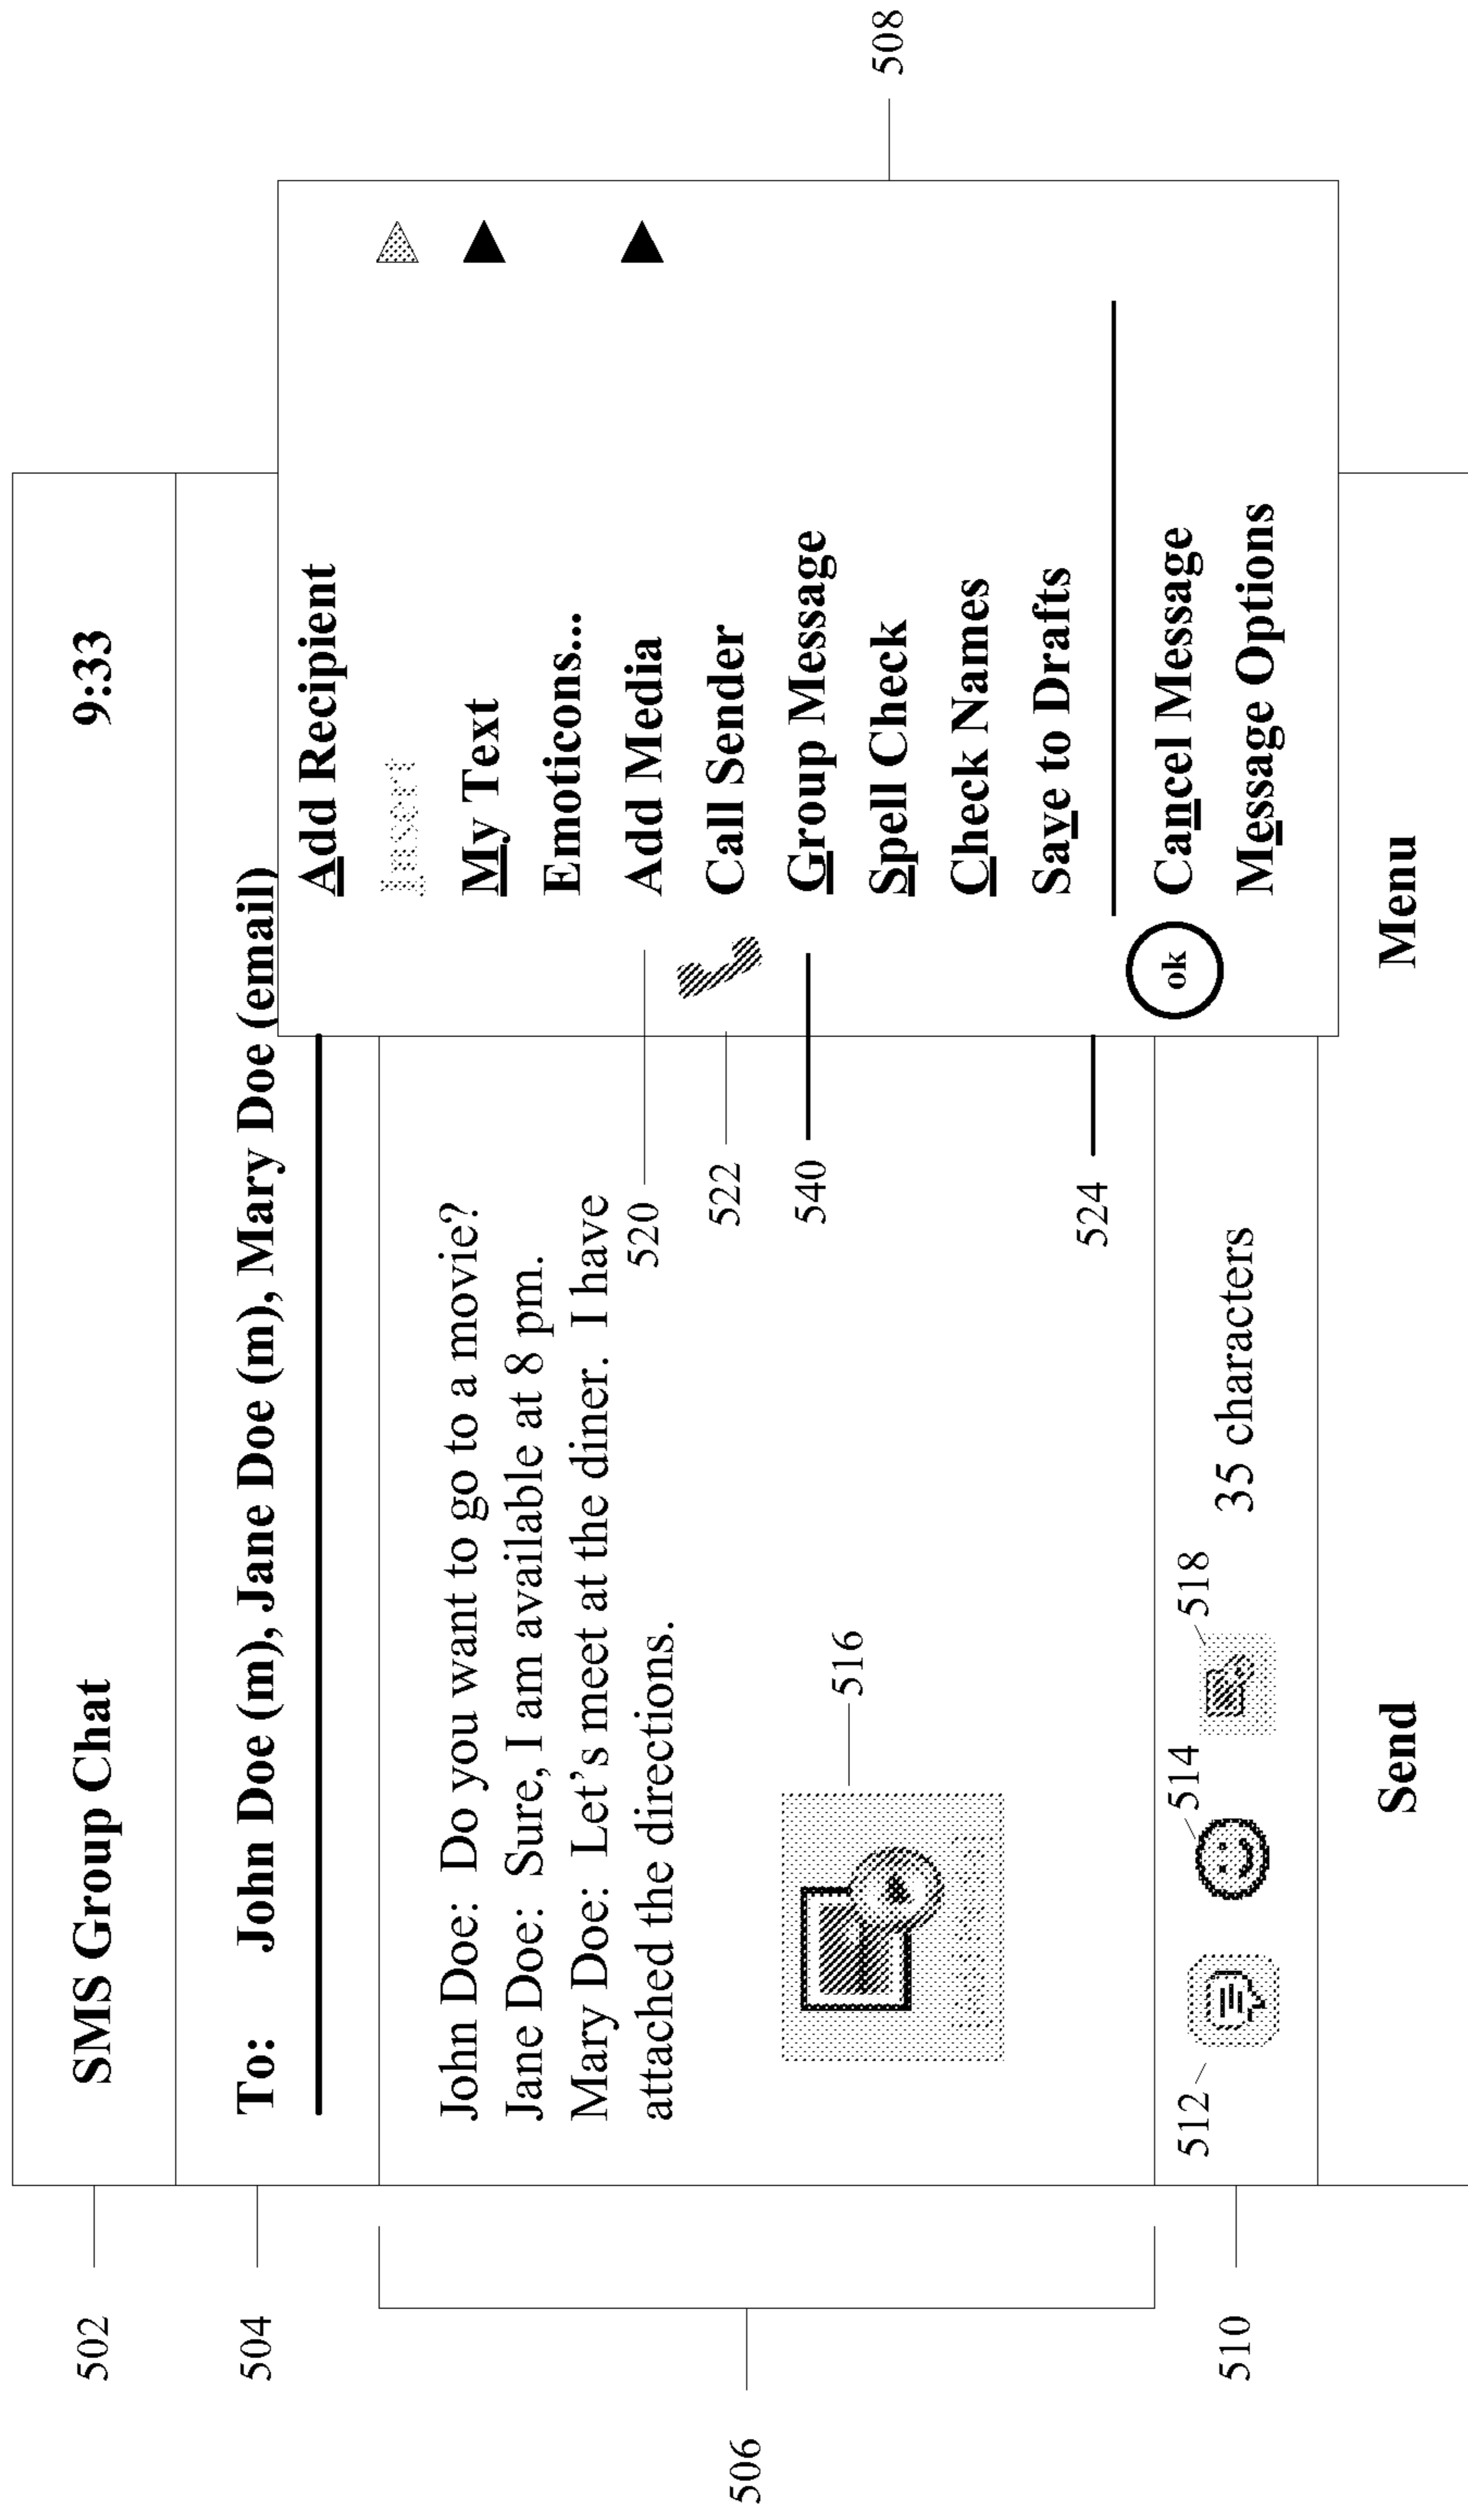 502
SMS Group Chat
9:33
504
To: John Doe (m), Jane Doe (m), Mary Doe (email)
506
John Doe: Do you want to go to a movie?
Jane Doe: Sure, I am available at 8 pm.
Mary Doe: Let's meet at the diner. I have
attached the directions.
516
520
522
540
524
508
Add Recipient
Insert
My Text
Emoticons...
Add Media
Call Sender
Group Message
Spell Check
Check Names
Save to Drafts
ok
Cancel Message
Message Options
510
512
514
518
35 characters
Send
Menu